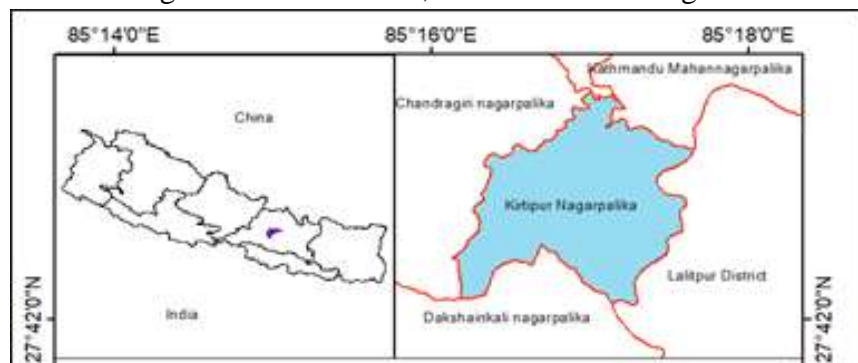 85°14'0"E 85°16'0"E 85°18'0"E
China
India
Kathmandu Mahannagarpalika
Chandragiri nagarpalika
Kirtipur Nagarpalika
Lalitpur District
Dakshainkali nagarpalika
27°42'0"N
27°42'0"N